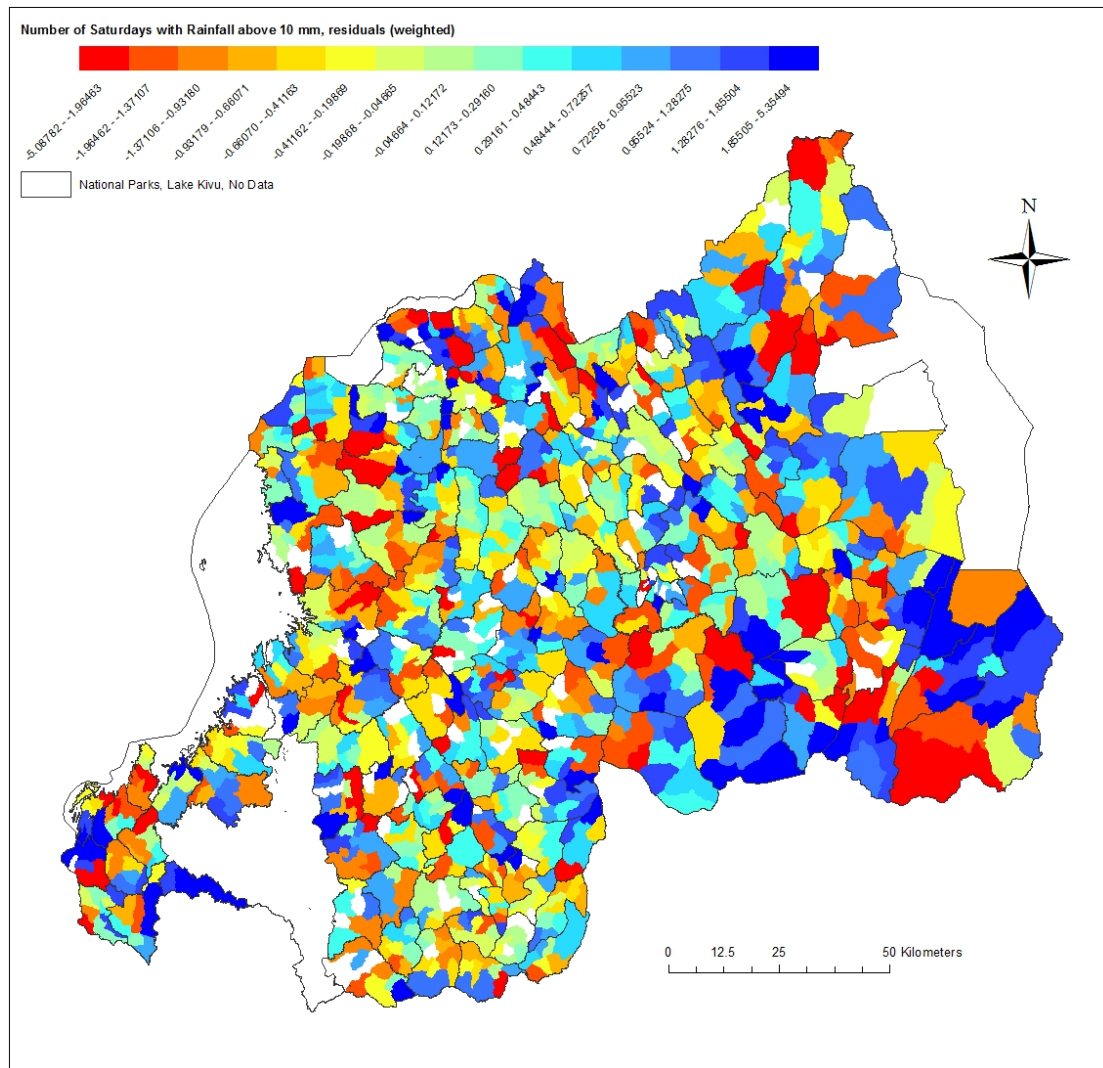 Number of Saturdays with Rainfall above 10 mm, residuals (weighted)
-5.08782 - -1.96463
-1.96462 - -1.37107
-1.37106 - -0.93180
-0.93179 - -0.66071
-0.66070 - -0.41163
-0.41162 - -0.19869
-0.19868 - -0.04665
-0.04664 - 0.12172
0.12173 - 0.29160
0.29161 - 0.48443
0.48444 - 0.72257
0.72258 - 0.95523
0.95524 - 1.28275
1.28276 - 1.85504
1.85505 - 5.35494
National Parks, Lake Kivu, No Data
N
0 12.5 25 50 Kilometers